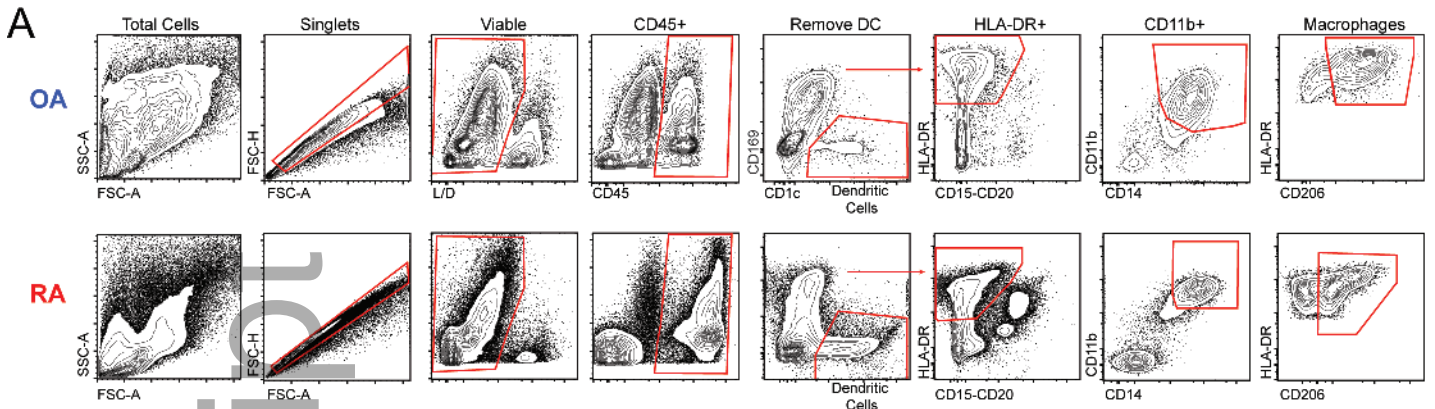 A
Total Cells Singlets Viable CD45+ Remove DC HLA-DR+ CD11b+ Macrophages
OA
SSC-A FSC-H CD169 HLA-DR CD11b HLA-DR
FSC-A FSC-A L/D CD45 CD1c Dendritic Cells CD15-CD20 CD14 CD206
RA
SSC-A FSC-H HLA-DR CD11b HLA-DR
FSC-A FSC-A Dendritic Cells CD15-CD20 CD14 CD206